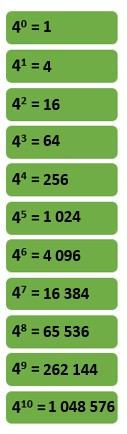 4⁰ = 1
4¹ = 4
4² = 16
4³ = 64
4⁴ = 256
4⁵ = 1 024
4⁶ = 4 096
4⁷ = 16 384
4⁸ = 65 536
4⁹ = 262 144
4¹⁰ = 1 048 576